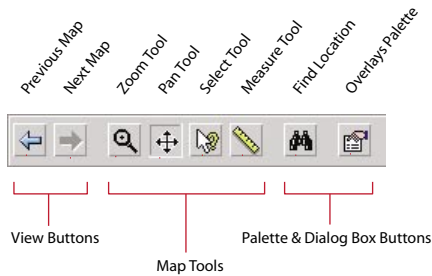 Previous Map
Next Map
Zoom Tool
Pan Tool
Select Tool
Measure Tool
Find Location
Overlays Palette
View Buttons
Palette & Dialog Box Buttons
Map Tools